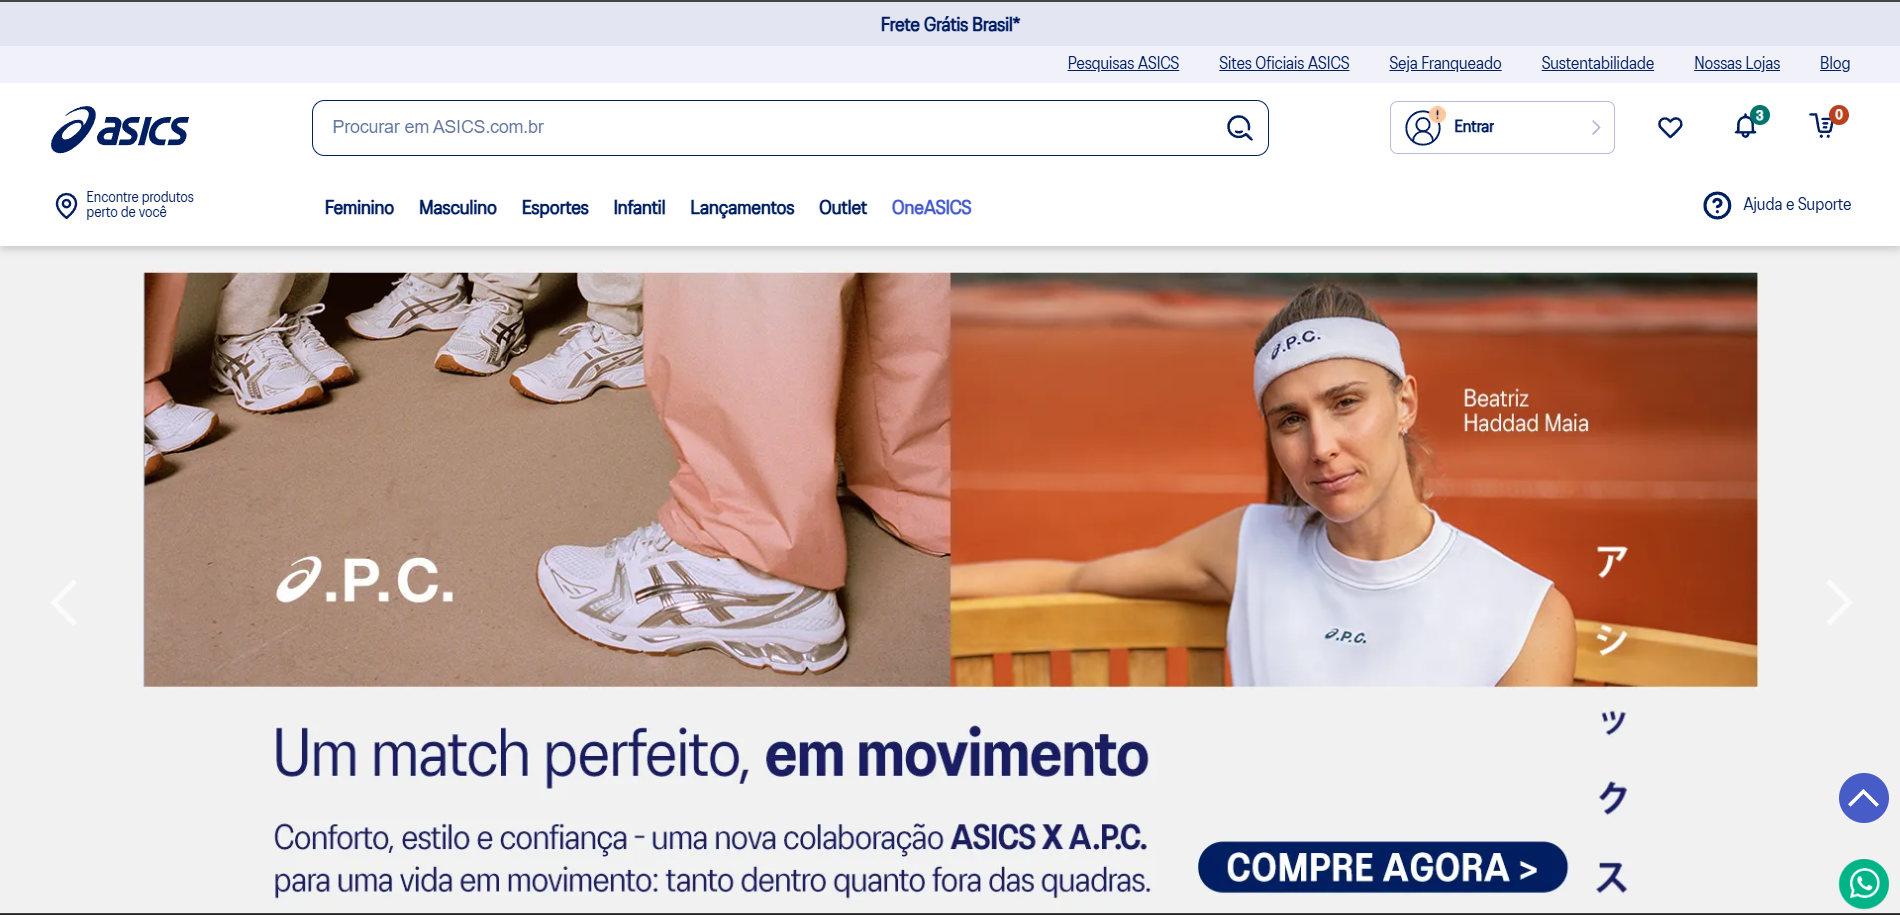 Frete Grátis Brasil*
Pesquisas ASICS Sites Oficiais ASICS Seja Franqueado Sustentabilidade Nossas Lojas Blog
asics
Procurar em ASICS.com.br
! Entrar
3
0
Encontre produtos
perto de você
Feminino Masculino Esportes Infantil Lançamentos Outlet OneASICS
Ajuda e Suporte
a.P.C.
a.P.C.
Beatriz
Haddad Maia
a.P.C.
アシックス
Um match perfeito, em movimento
Conforto, estilo e confiança - uma nova colaboração ASICS X A.P.C.
para uma vida em movimento: tanto dentro quanto fora das quadras.
COMPRE AGORA >